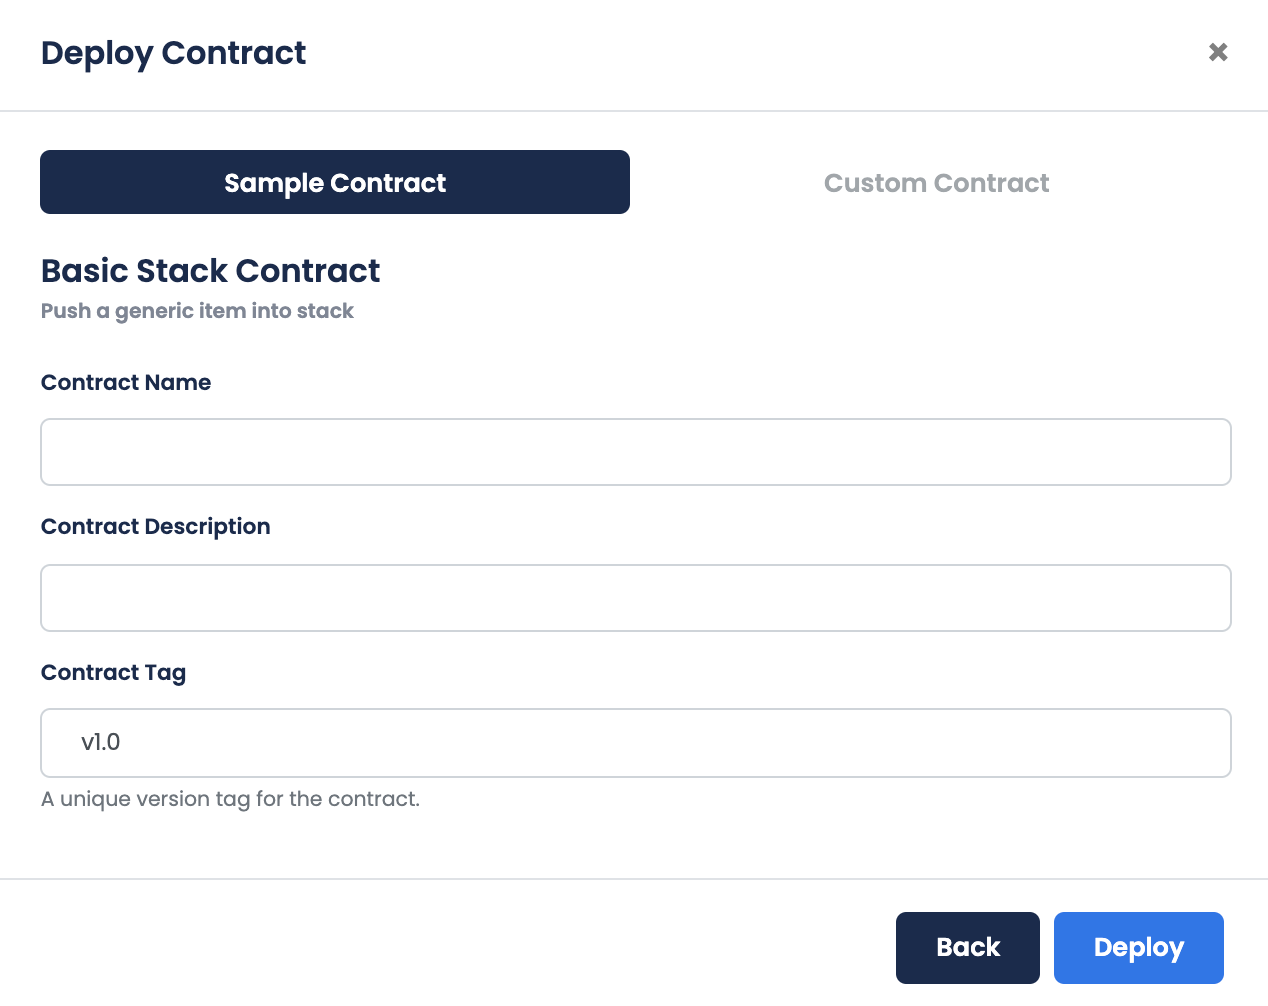 Deploy Contract
Sample Contract
Custom Contract
Basic Stack Contract
Push a generic item into stack
Contract Name
Contract Description
Contract Tag
v1.0
A unique version tag for the contract.
Back
Deploy